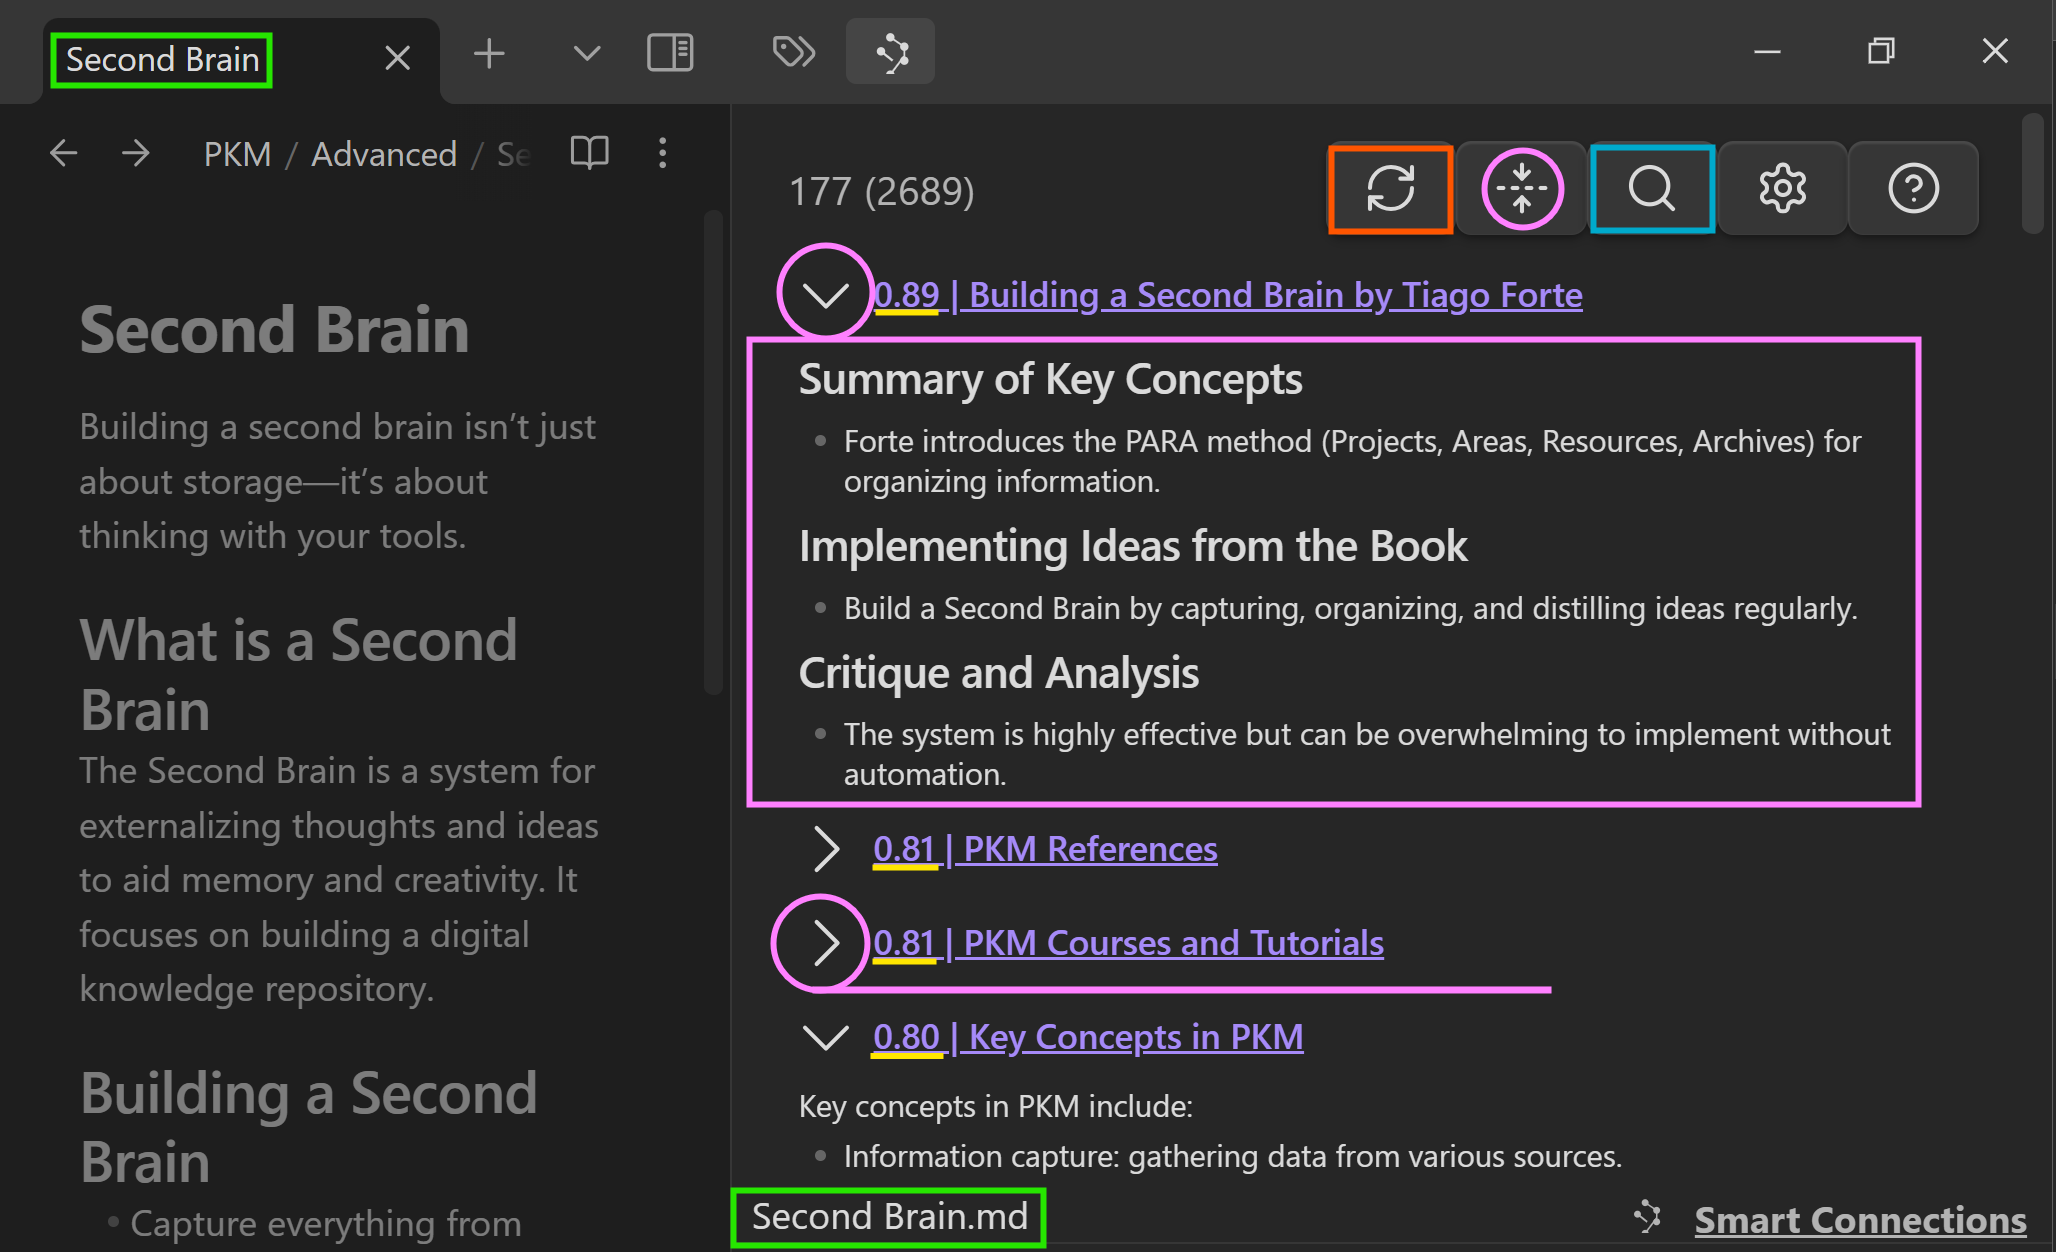 Second Brain
PKM / Advanced / Se
Second Brain
Building a second brain isn't just
about storage—it's about
thinking with your tools.
What is a Second
Brain
The Second Brain is a system for
externalizing thoughts and ideas
to aid memory and creativity. It
focuses on building a digital
knowledge repository.
Building a Second
Brain
• Capture everything from
177 (2689)
0.89 | Building a Second Brain by Tiago Forte
Summary of Key Concepts
• Forte introduces the PARA method (Projects, Areas, Resources, Archives) for
organizing information.
Implementing Ideas from the Book
• Build a Second Brain by capturing, organizing, and distilling ideas regularly.
Critique and Analysis
• The system is highly effective but can be overwhelming to implement without
automation.
0.81 | PKM References
0.81 | PKM Courses and Tutorials
0.80 | Key Concepts in PKM
Key concepts in PKM include:
• Information capture: gathering data from various sources.
Second Brain.md
Smart Connections